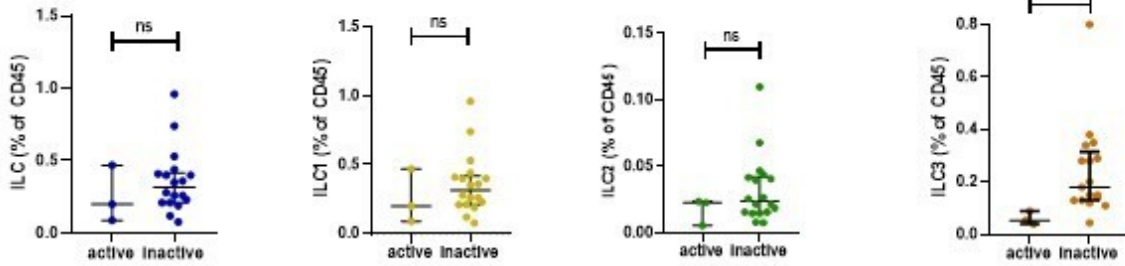 ILC (% of CD45)
1.5
1.0
0.5
0.0
ns
active inactive
ILC1 (% of CD45)
1.5
1.0
0.5
0.0
ns
active inactive
ILC2 (% of CD45)
0.15
0.10
0.05
0.00
ns
active inactive
ILC3 (% of CD45)
0.8
0.6
0.4
0.2
0.0
active inactive